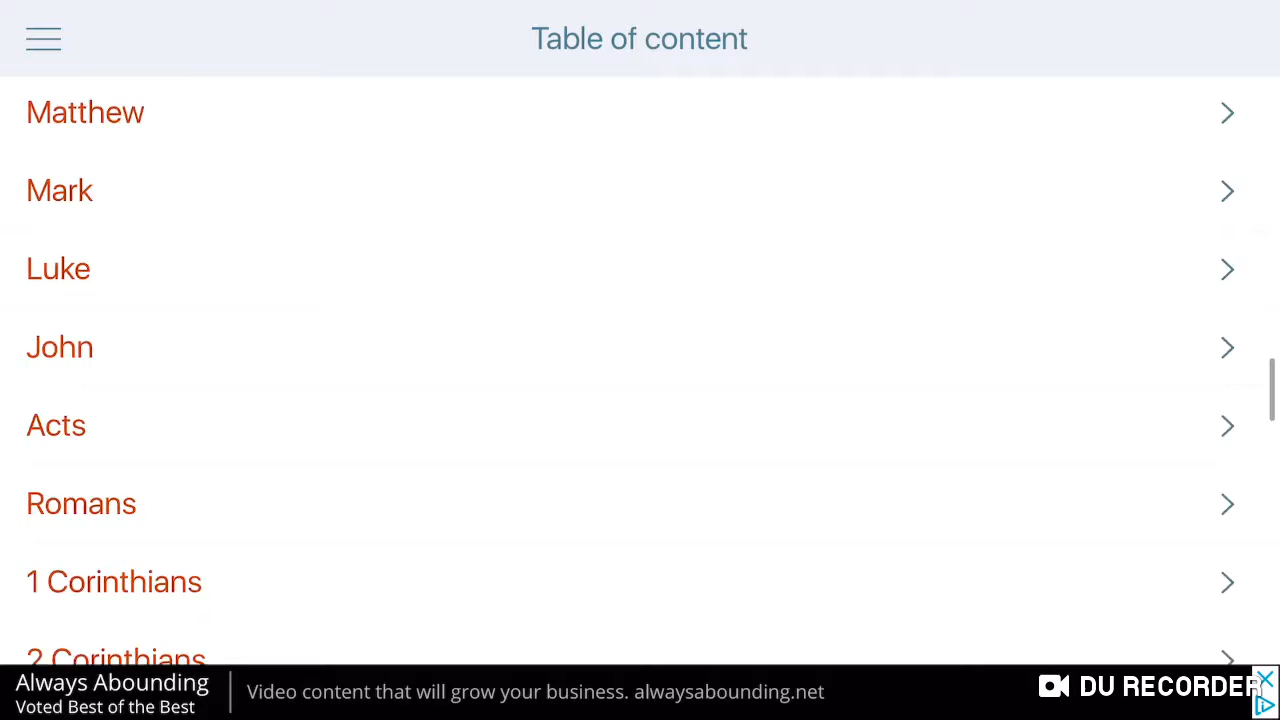 Table of content
Matthew
Mark
Luke
John
Acts
Romans
1 Corinthians
2 Corinthians
Always Abounding
Voted Best of the Best
Video content that will grow your business. alwaysabounding.net
DU RECORDER